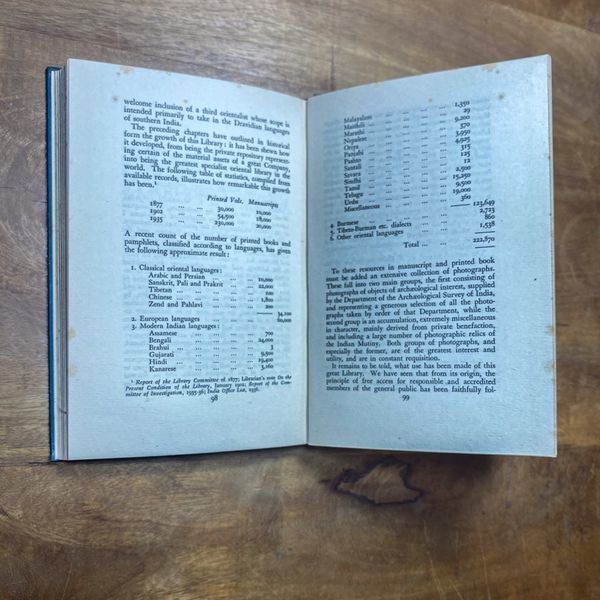 welcome inclusion of a third orientalist whose scope is
intended primarily to take in the Dravidian languages
of southern India.
The preceding chapters have outlined in historical
form the growth of this Library : it has been shewn how
it developed, from being the private repository represent-
ing certain of the material assets of a great Company,
into being the greatest specialist oriental library in the
world. The following table of statistics, compiled from
available records, illustrates how remarkable this growth
has been.¹
Printed Vols. Manuscripts
1877 ... ... 30,000 10,000
1902 ... ... 54,500 18,000
1935 ... ... 230,000 20,000
A recent count of the number of printed books and
pamphlets, classified according to languages, has given
the following approximate result :
1. Classical oriental languages :
Arabic and Persian ... ... 10,000
Sanskrit, Pali and Prakrit ... ... 22,000
Tibetan ... ... ... 100
Chinese ... ... ... 1,800
Zend and Pahlavi ... ... 200
34,100
2. European languages ... ... 60,000
3. Modern Indian languages :
Assamese ... ... ... 700
Bengali ... ... ... 24,000
Brahui ... ... ... 3
Gujarati ... ... ... 9,500
Hindi ... ... ... 19,400
Kanarese ... ... ... 3,160
¹ Report of the Library Committee of 1877; Librarian's note On the
Present Condition of the Library, January 1902; Report of the Com-
mittee of Investigation, 1935-36; India Office List, 1936.
98
Malayalam ... ... ... 1,350
Maithili ... ... ... 29
Marathi ... ... ... 9,200
Nepalese ... ... ... 370
Oriya ... ... ... 3,950
Panjabi ... ... ... 4,925
Pashto ... ... ... 315
Santali ... ... ... 125
Savara ... ... ... 12
Sindhi ... ... ... 2,500
Tamil ... ... ... 15,250
Telugu ... ... ... 9,500
Urdu ... ... ... 19,000
Miscellaneous ... ... ... 360
123,649
4. Burmese ... ... ... 2,723
5. Tibeto-Burman etc. dialects ... 860
6. Other oriental languages ... 1,538
Total ... ... 222,870
To these resources in manuscript and printed book
must be added an extensive collection of photographs.
These fall into two main groups, the first consisting of
photographs of objects of archæological interest, supplied
by the Department of the Archæological Survey of India,
and representing a generous selection of all the photo-
graphs taken by order of that Department, while the
second group is an accumulation, extremely miscellaneous
in character, mainly derived from private benefaction,
and including a large number of photographic relics of
the Indian Mutiny. Both groups of photographs, and
especially the former, are of the greatest interest and
utility, and are in constant requisition.
It remains to be told, what use has been made of this
great Library. We have seen that from its origin, the
principle of free access for responsible and accredited
members of the general public has been faithfully fol-
99